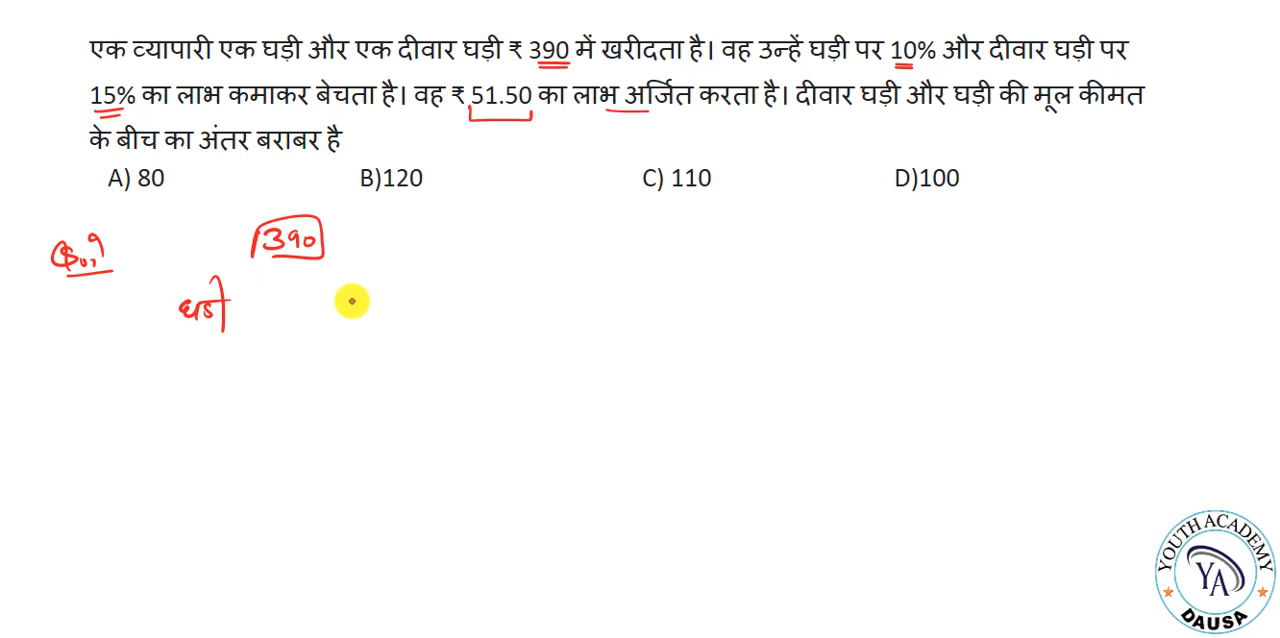 एक व्यापारी एक घड़ी और एक दीवार घड़ी ₹ 390 में खरीदता है। वह उन्हें घड़ी पर 10% और दीवार घड़ी पर
15% का लाभ कमाकर बेचता है। वह ₹ 51.50 का लाभ अर्जित करता है। दीवार घड़ी और घड़ी की मूल कीमत
के बीच का अंतर बराबर है
A) 80 B)120 C) 110 D)100
390
घड़ी
YOUTH ACADEMY
YA
DAUSA